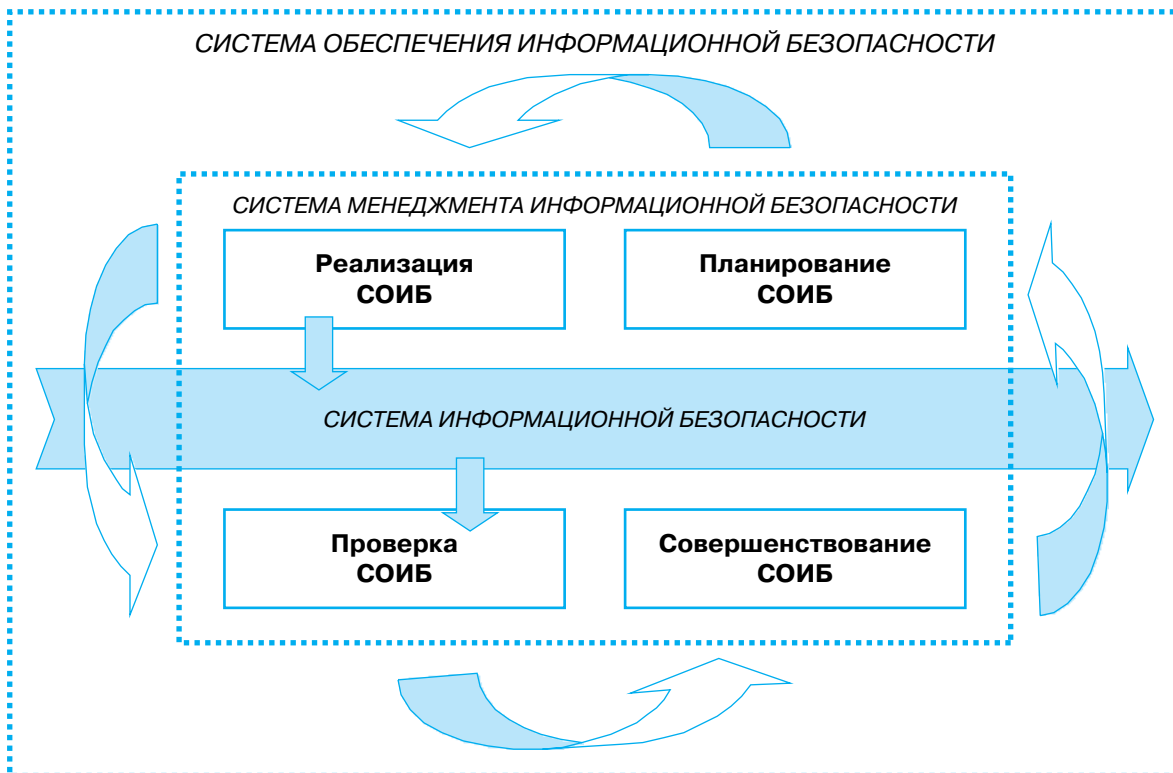 СИСТЕМА ОБЕСПЕЧЕНИЯ ИНФОРМАЦИОННОЙ БЕЗОПАСНОСТИ
СИСТЕМА МЕНЕДЖМЕНТА ИНФОРМАЦИОННОЙ БЕЗОПАСНОСТИ
Реализация
СОИБ
Планирование
СОИБ
СИСТЕМА ИНФОРМАЦИОННОЙ БЕЗОПАСНОСТИ
Проверка
СОИБ
Совершенствование
СОИБ